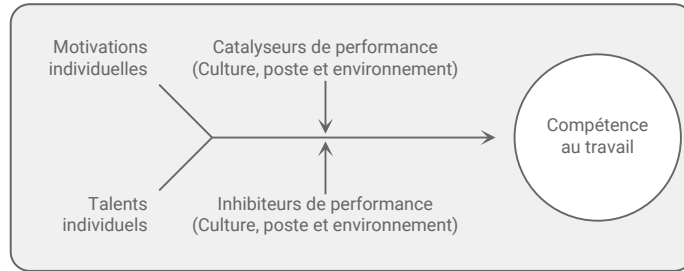 Motivations
individuelles
Catalyseurs de performance
(Culture, poste et environnement)
Compétence
au travail
Talents
individuels
Inhibiteurs de performance
(Culture, poste et environnement)